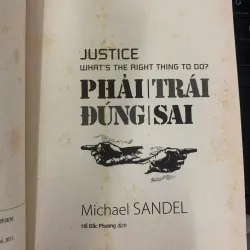 JUSTICE
WHAT'S THE RIGHT THING TO DO?
PHẢI TRÁI
ĐÚNG SAI
Michael SANDEL
Hồ Đắc Phương dịch